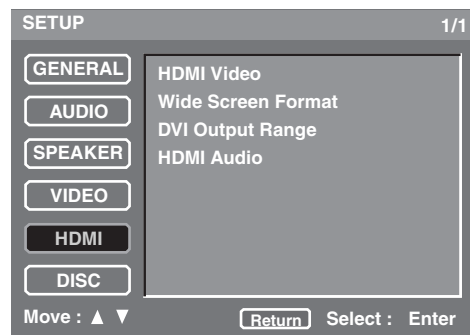 SETUP 1/1
GENERAL
AUDIO
SPEAKER
VIDEO
HDMI
DISC
HDMI Video
Wide Screen Format
DVI Output Range
HDMI Audio
Move : ▲ ▼ Return Select : Enter